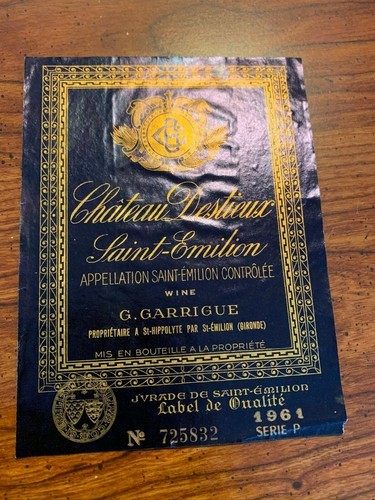 Château Destieux
Saint-Emilion
APPELLATION SAINT-ÉMILION CONTRÔLÉE
WINE
G. GARRIGUE
PROPRIÉTAIRE A St-HIPPOLYTE PAR St-ÉMILION (GIRONDE)
MIS EN BOUTEILLE A LA PROPRIÉTÉ
JVRADE DE SAINT-ÉMILION
Label de Qualité
1961
Nº 725832 SERIE P